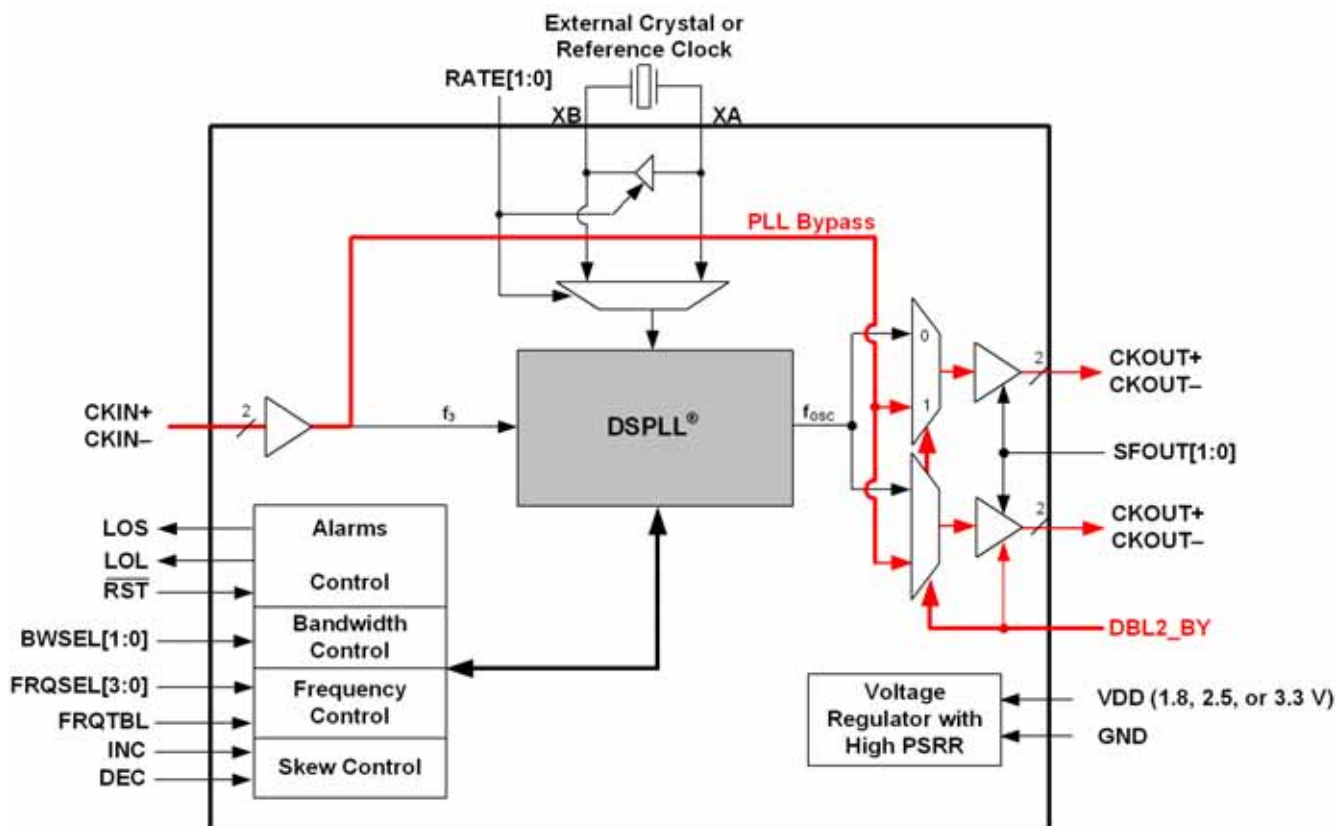 External Crystal or
Reference Clock
RATE[1:0]
XB
XA
PLL Bypass
CKIN+
CKIN–
2
f3
DSPLL®
fOSC
0
1
2
CKOUT+
CKOUT–
SFOUT[1:0]
2
CKOUT+
CKOUT–
DBL2_BY
LOS
LOL
RST
BWSEL[1:0]
FRQSEL[3:0]
FRQTBL
INC
DEC
Alarms
Control
Bandwidth
Control
Frequency
Control
Skew Control
Voltage
Regulator with
High PSRR
VDD (1.8, 2.5, or 3.3 V)
GND